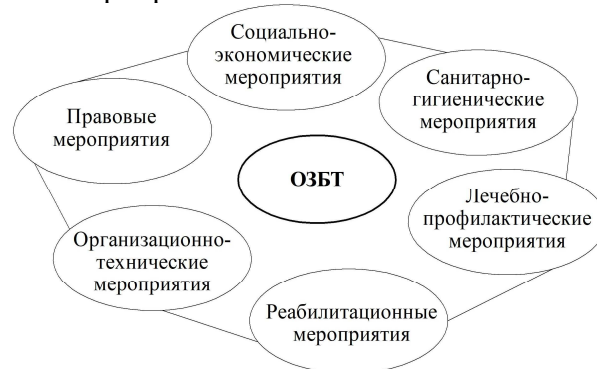 Социально-
экономические
мероприятия
Санитарно-
гигиенические
мероприятия
Правовые
мероприятия
ОЗБТ
Лечебно-
профилактические
мероприятия
Организационно-
технические
мероприятия
Реабилитационные
мероприятия